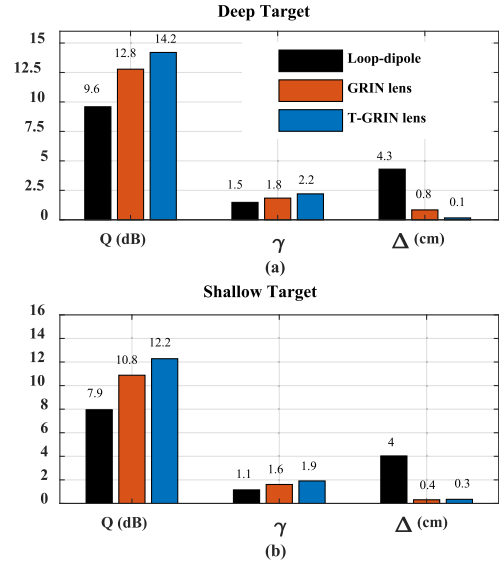 Deep Target
15
12.5
10
7.5
5
2.5
0
9.6
12.8
14.2
1.5
1.8
2.2
4.3
0.8
0.1
Loop-dipole
GRIN lens
T-GRIN lens
Q (dB)
γ
Δ (cm)
(a)
Shallow Target
16
14
12
10
8
6
4
2
0
7.9
10.8
12.2
1.1
1.6
1.9
4
0.4
0.3
Q (dB)
γ
Δ (cm)
(b)